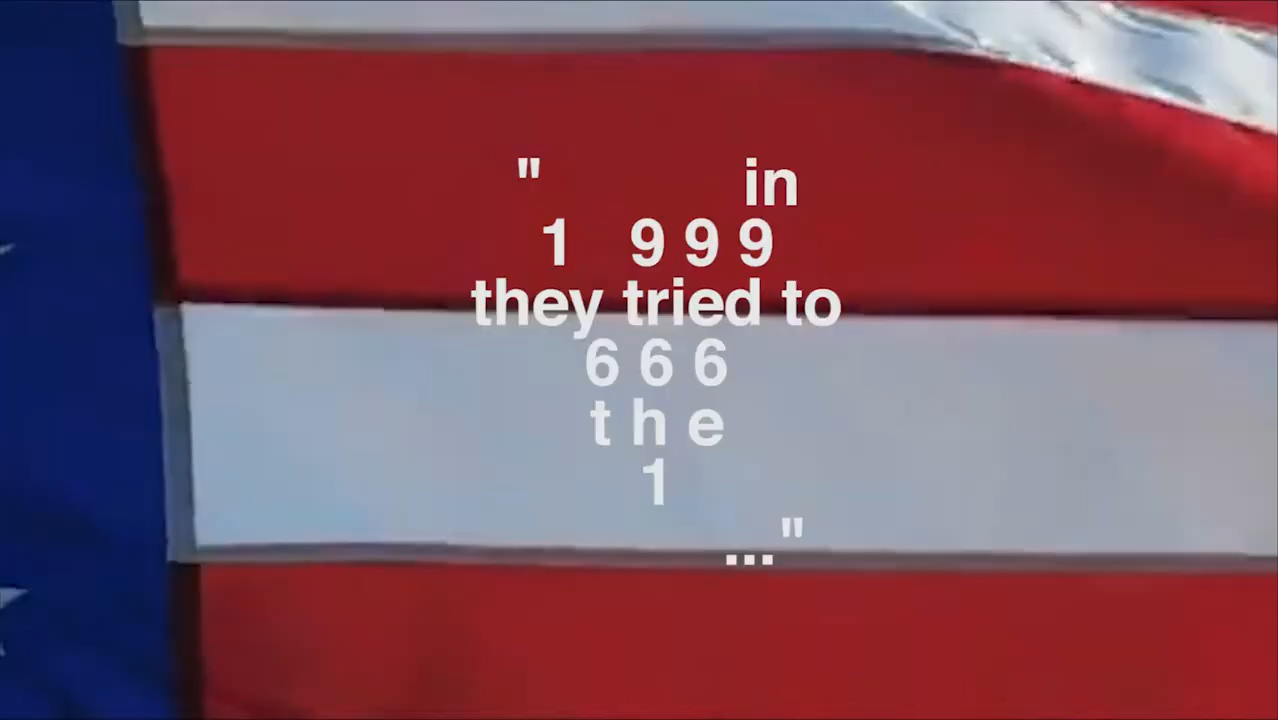 " in
1 9 9 9
they tried to
6 6 6
t h e
1
..."